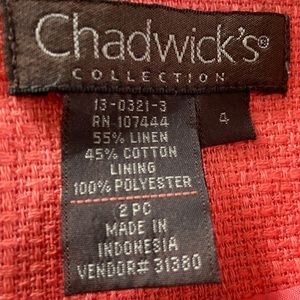 Chadwick's®
COLLECTION
13-0321-3
RN 107444
55% LINEN
45% COTTON
LINING
100% POLYESTER
2 PC
MADE IN
INDONESIA
VENDOR# 31380
4